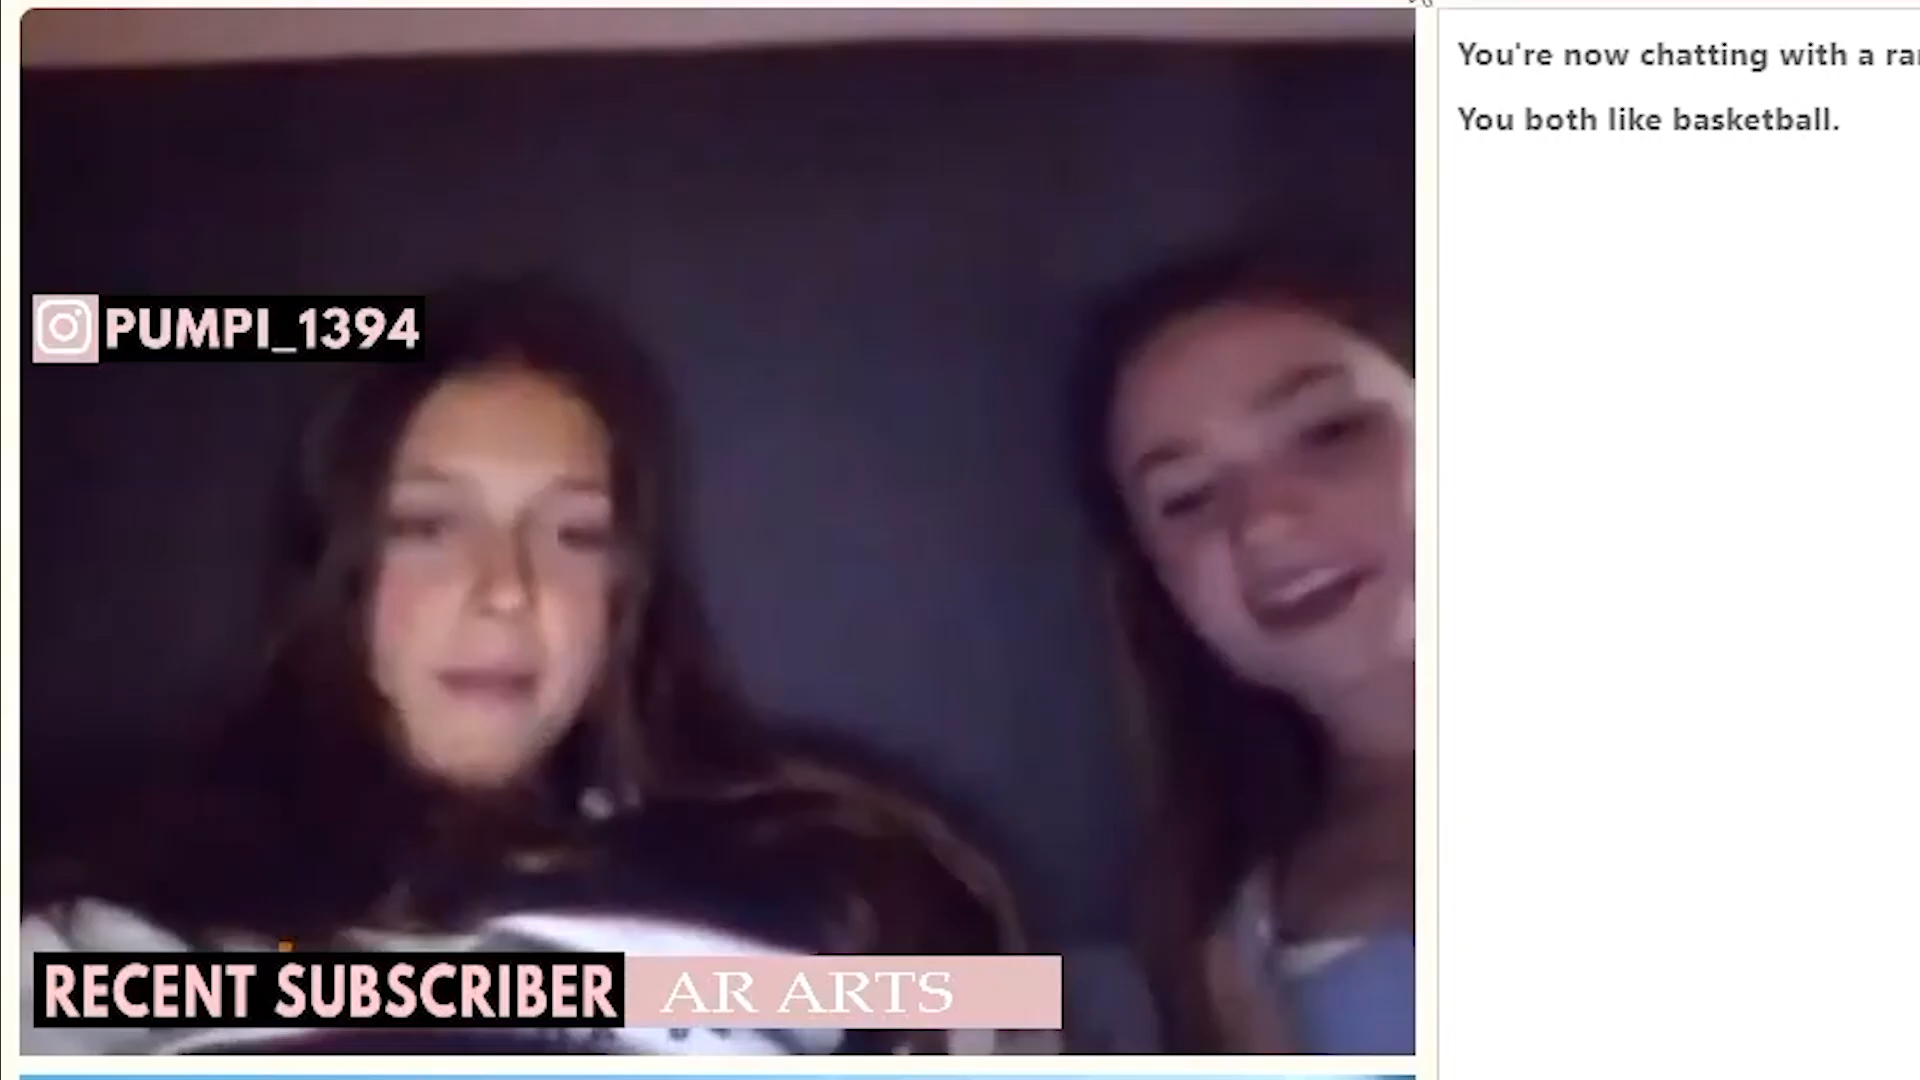 You're now chatting with a
You both like basketball.
PUMPI_1394
RECENT SUBSCRIBER AR ARTS